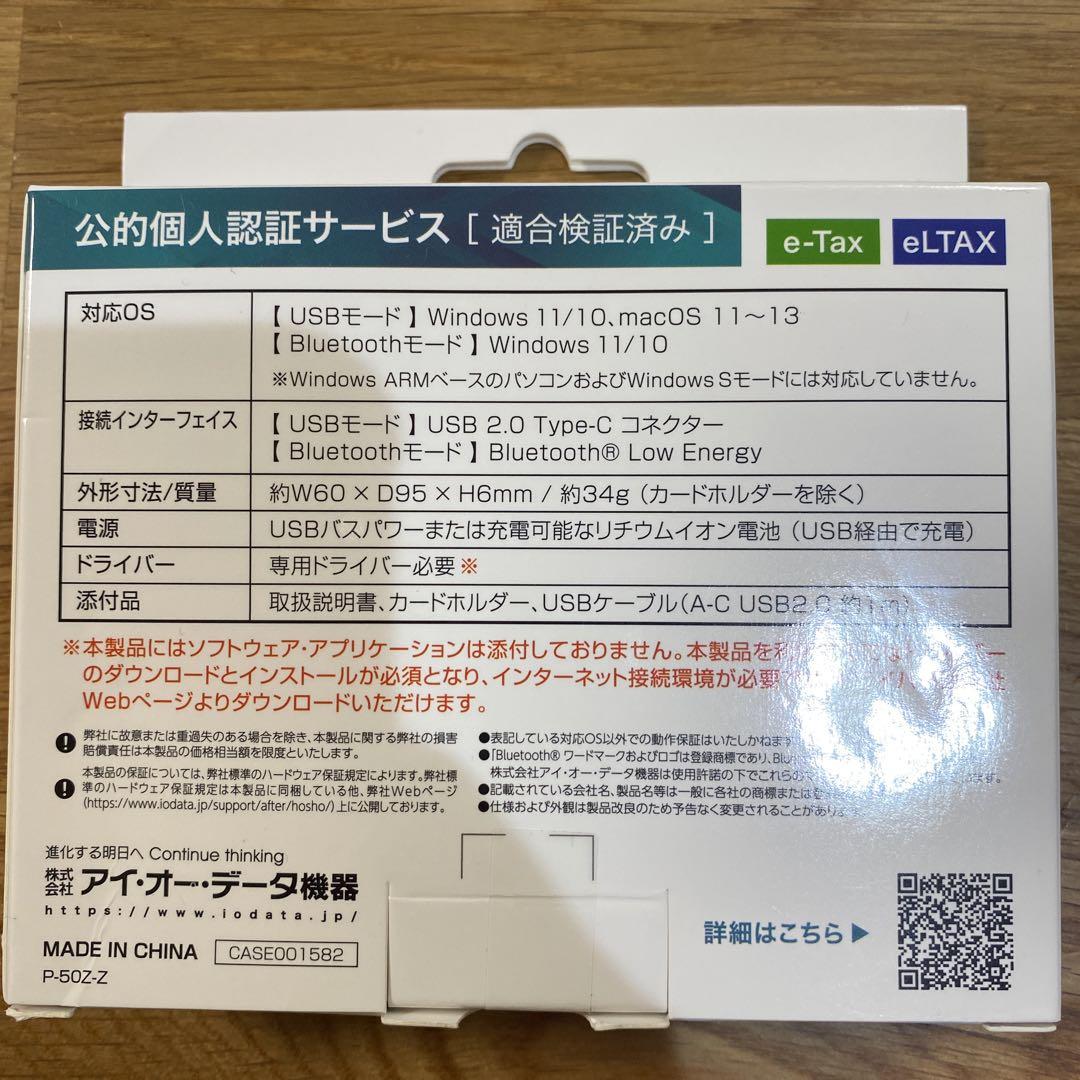 公的個人認証サービス [ 適合検証済み ]
e-Tax
eLTAX
対応OS
【 USBモード 】 Windows 11/10、macOS 11〜13
【 Bluetoothモード 】 Windows 11/10
※Windows ARMベースのパソコンおよびWindows Sモードには対応していません。
接続インターフェイス
【 USBモード 】 USB 2.0 Type-C コネクター
【 Bluetoothモード 】 Bluetooth® Low Energy
外形寸法/質量
約W60 × D95 × H6mm / 約34g（カードホルダーを除く）
電源
USBバスパワーまたは充電可能なリチウムイオン電池（USB経由で充電）
ドライバー
専用ドライバー必要※
添付品
取扱説明書、カードホルダー、USBケーブル（A-C USB2.0 約1m）
※本製品にはソフトウェア・アプリケーションは添付しておりません。本製品を
のダウンロードとインストールが必須となり、インターネット接続環境が必要
Webページよりダウンロードいただけます。
弊社に故意または重過失のある場合を除き、本製品に関する弊社の損害
賠償責任は本製品の価格相当額を限度といたします。
本製品の保証については、弊社標準のハードウェア保証規定によります。弊社標
準のハードウェア保証規定は本製品に同梱している他、弊社Webページ
(https://www.iodata.jp/support/after/hosho/)上に公開しております。
●表記している対応OS以外での動作保証はいたしかねます
●「Bluetooth® ワードマークおよびロゴは登録商標であり、
株式会社アイ・オー・データ機器は使用許諾の下でこれらの
●記載されている会社名、製品名等は一般に各社の商標または
●仕様および外観は製品改良のため予告なく変更されることがあります
進化する明日へ Continue thinking
株式会社 アイ・オー・データ機器
https://www.iodata.jp/
MADE IN CHINA
CASE001582
P-50Z-Z
詳細はこちら▶